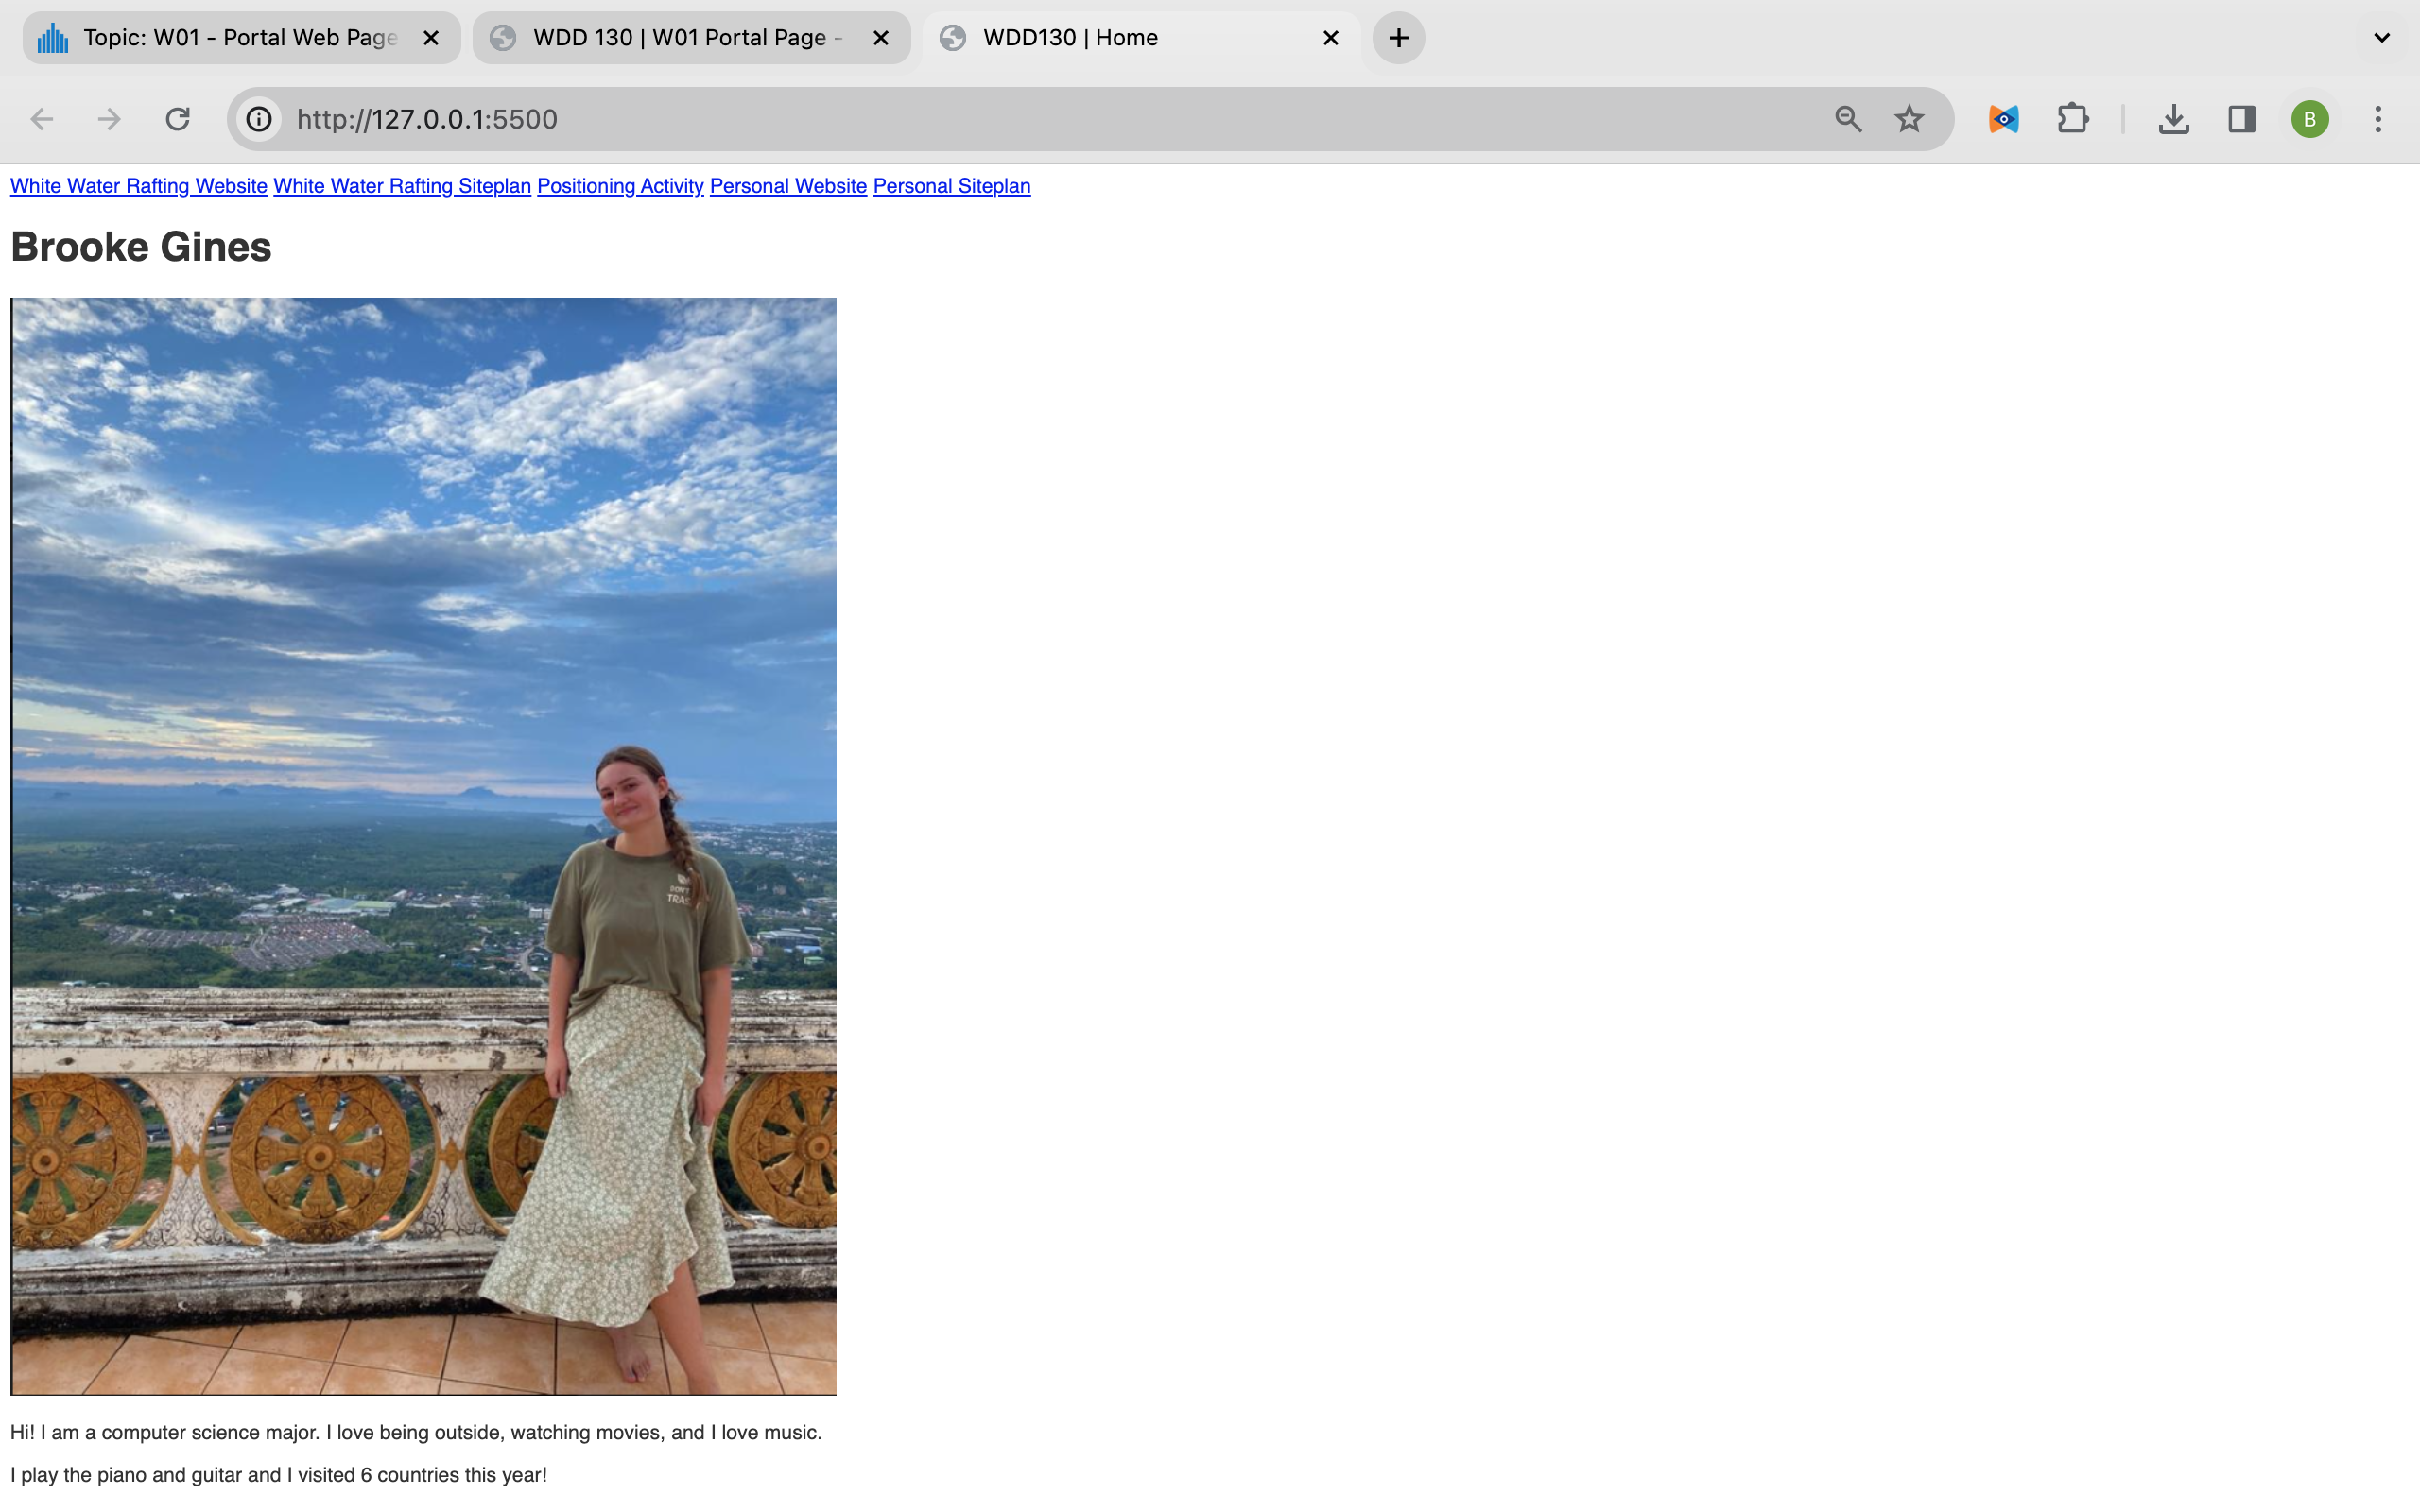 Topic: W01 - Portal Web Page
WDD 130 | W01 Portal Page -
WDD130 | Home
http://127.0.0.1:5500
B
White Water Rafting Website White Water Rafting Siteplan Positioning Activity Personal Website Personal Siteplan
Brooke Gines
DON'T
TRAS
Hi! I am a computer science major. I love being outside, watching movies, and I love music.
I play the piano and guitar and I visited 6 countries this year!